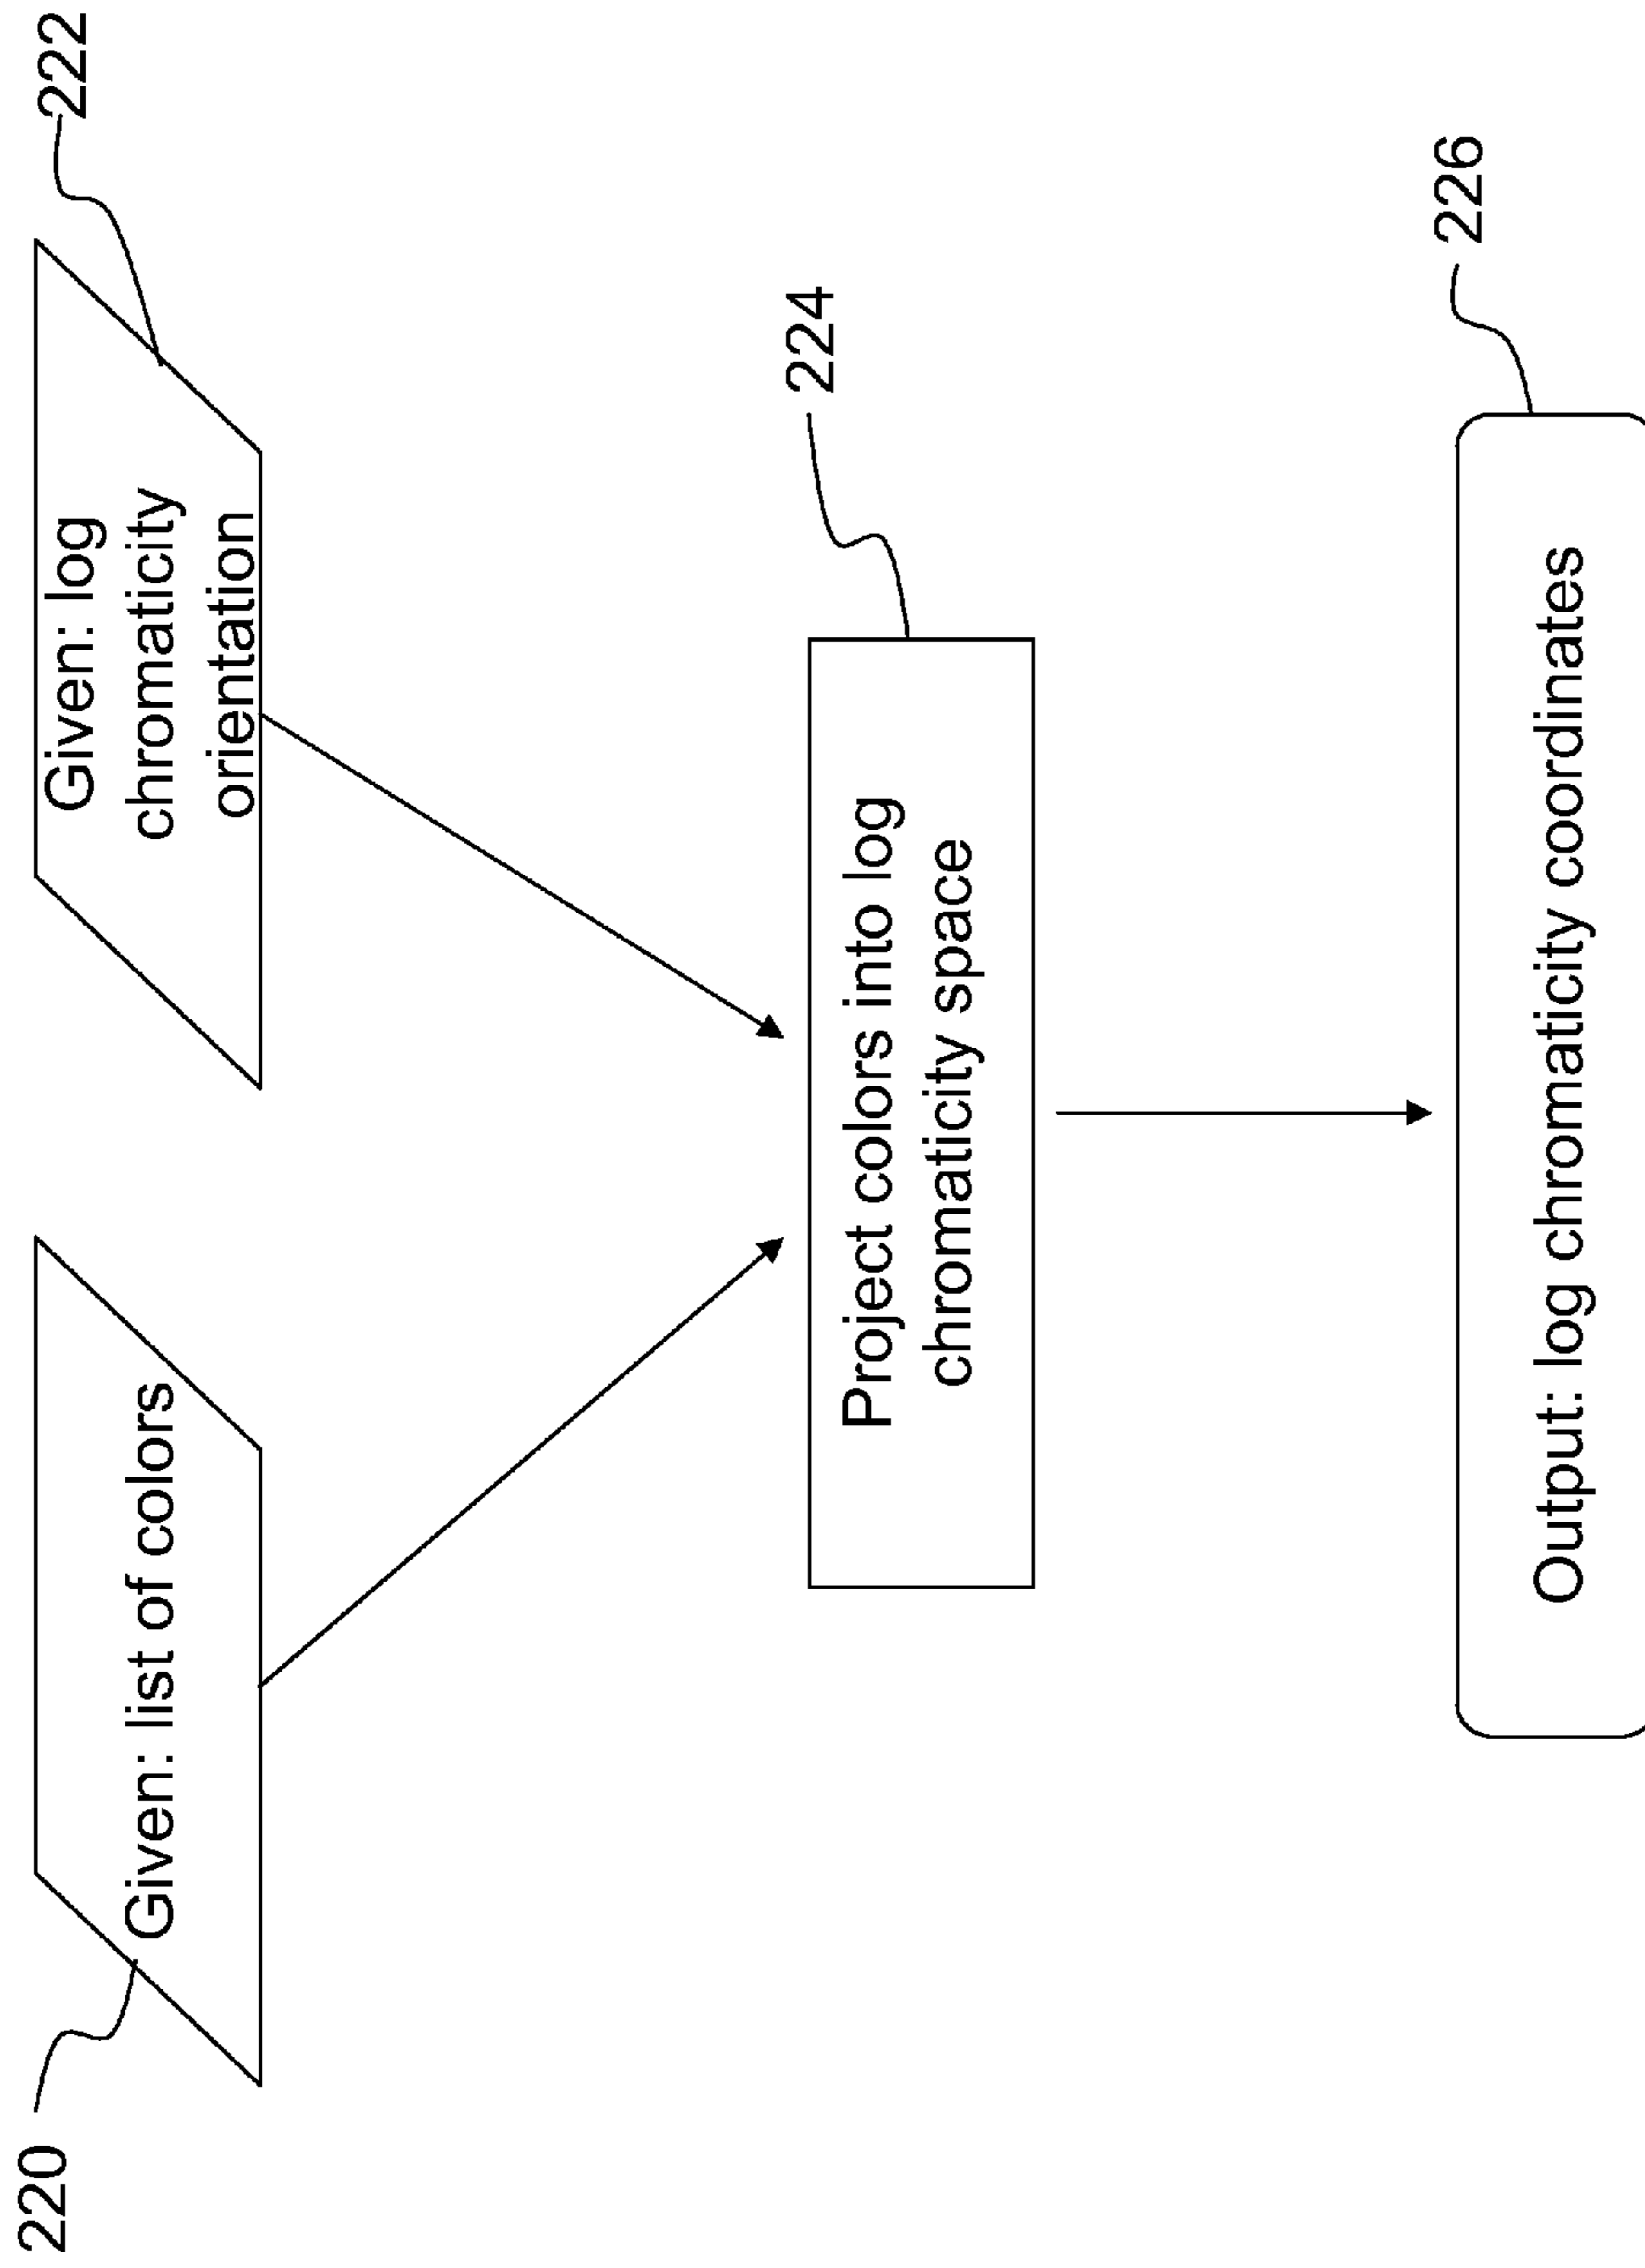 220
Given: list of colors
Given: log
chromaticity
orientation
222
Project colors into log
chromaticity space
224
Output: log chromaticity coordinates
226